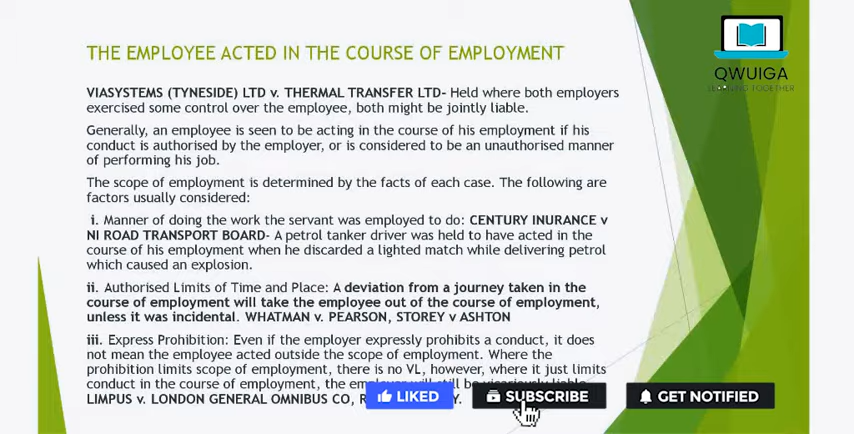 THE EMPLOYEE ACTED IN THE COURSE OF EMPLOYMENT
QWUIGA
LEARNING TOGETHER
VIASYSTEMS (TYNESIDE) LTD v. THERMAL TRANSFER LTD- Held where both employers
exercised some control over the employee, both might be jointly liable.
Generally, an employee is seen to be acting in the course of his employment if his
conduct is authorised by the employer, or is considered to be an unauthorised manner
of performing his job.
The scope of employment is determined by the facts of each case. The following are
factors usually considered:
i. Manner of doing the work the servant was employed to do: CENTURY INURANCE v
NI ROAD TRANSPORT BOARD- A petrol tanker driver was held to have acted in the
course of his employment when he discarded a lighted match while delivering petrol
which caused an explosion.
ii. Authorised Limits of Time and Place: A deviation from a journey taken in the
course of employment will take the employee out of the course of employment,
unless it was incidental. WHATMAN v. PEARSON, STOREY v ASHTON
iii. Express Prohibition: Even if the employer expressly prohibits a conduct, it does
not mean the employee acted outside the scope of employment. Where the
prohibition limits scope of employment, there is no VL, however, where it just limits
conduct in the course of employment, the employer will still be vicariously liable
LIMPUS v. LONDON GENERAL OMNIBUS CO,
LIKED
SUBSCRIBE
GET NOTIFIED